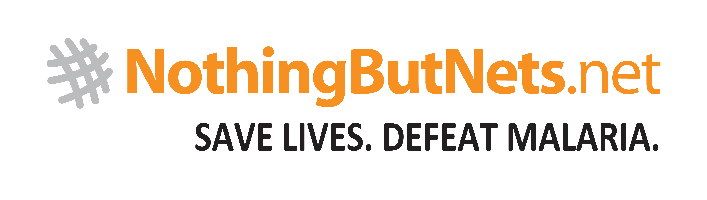 NothingButNets.net
SAVE LIVES. DEFEAT MALARIA.